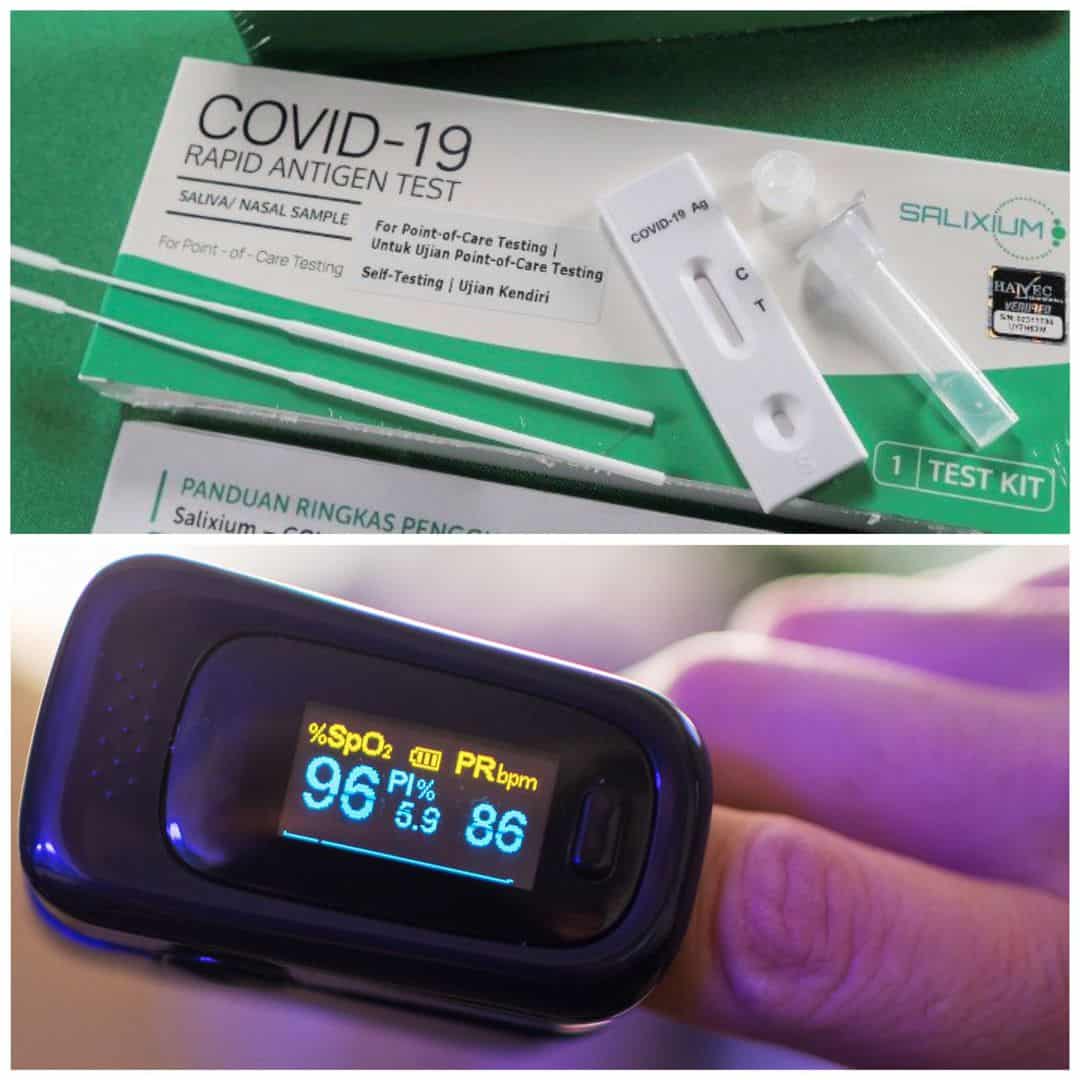 COVID-19
RAPID ANTIGEN TEST
SALIVA/ NASAL SAMPLE
For Point - of - Care Testing
For Point-of-Care Testing |
Untuk Ujian Point-of-Care Testing
Self-Testing | Ujian Kendiri
COVID-19 Ag
C
T
S
SALIXIUM
VERIFIED
1 TEST KIT
PANDUAN RINGKAS
Salixium –
%SpO2 PRbpm
96 PI% 5.9 86